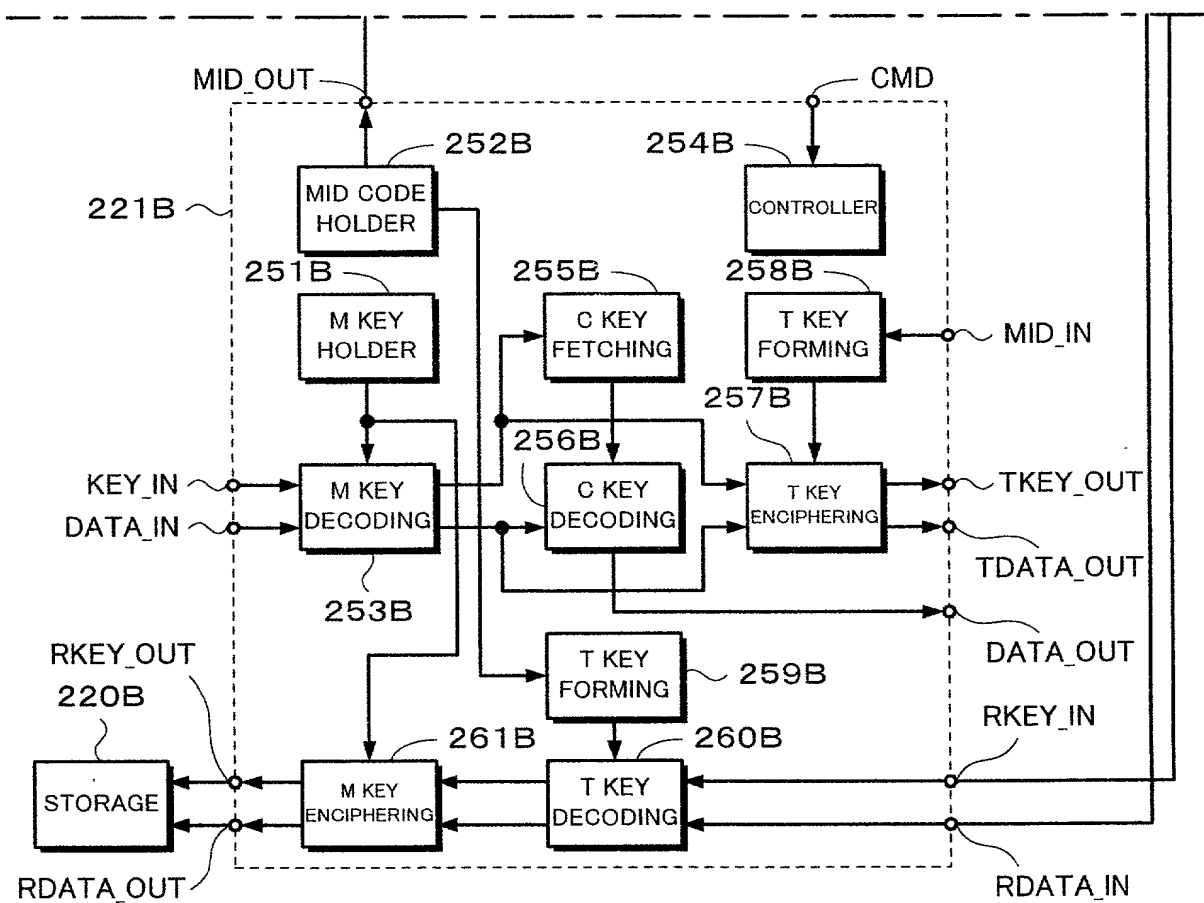 MID_OUT
CMD
252B
254B
MID CODE
HOLDER
CONTROLLER
221B
251B
255B
258B
M KEY
HOLDER
C KEY
FETCHING
T KEY
FORMING
MID_IN
257B
256B
KEY_IN
DATA_IN
M KEY
DECODING
C KEY
DECODING
T KEY
ENCIPHERING
TKEY_OUT
TDATA_OUT
253B
DATA_OUT
RKEY_OUT
220B
T KEY
FORMING
259B
RKEY_IN
261B
260B
STORAGE
M KEY
ENCIPHERING
T KEY
DECODING
RDATA_OUT
RDATA_IN